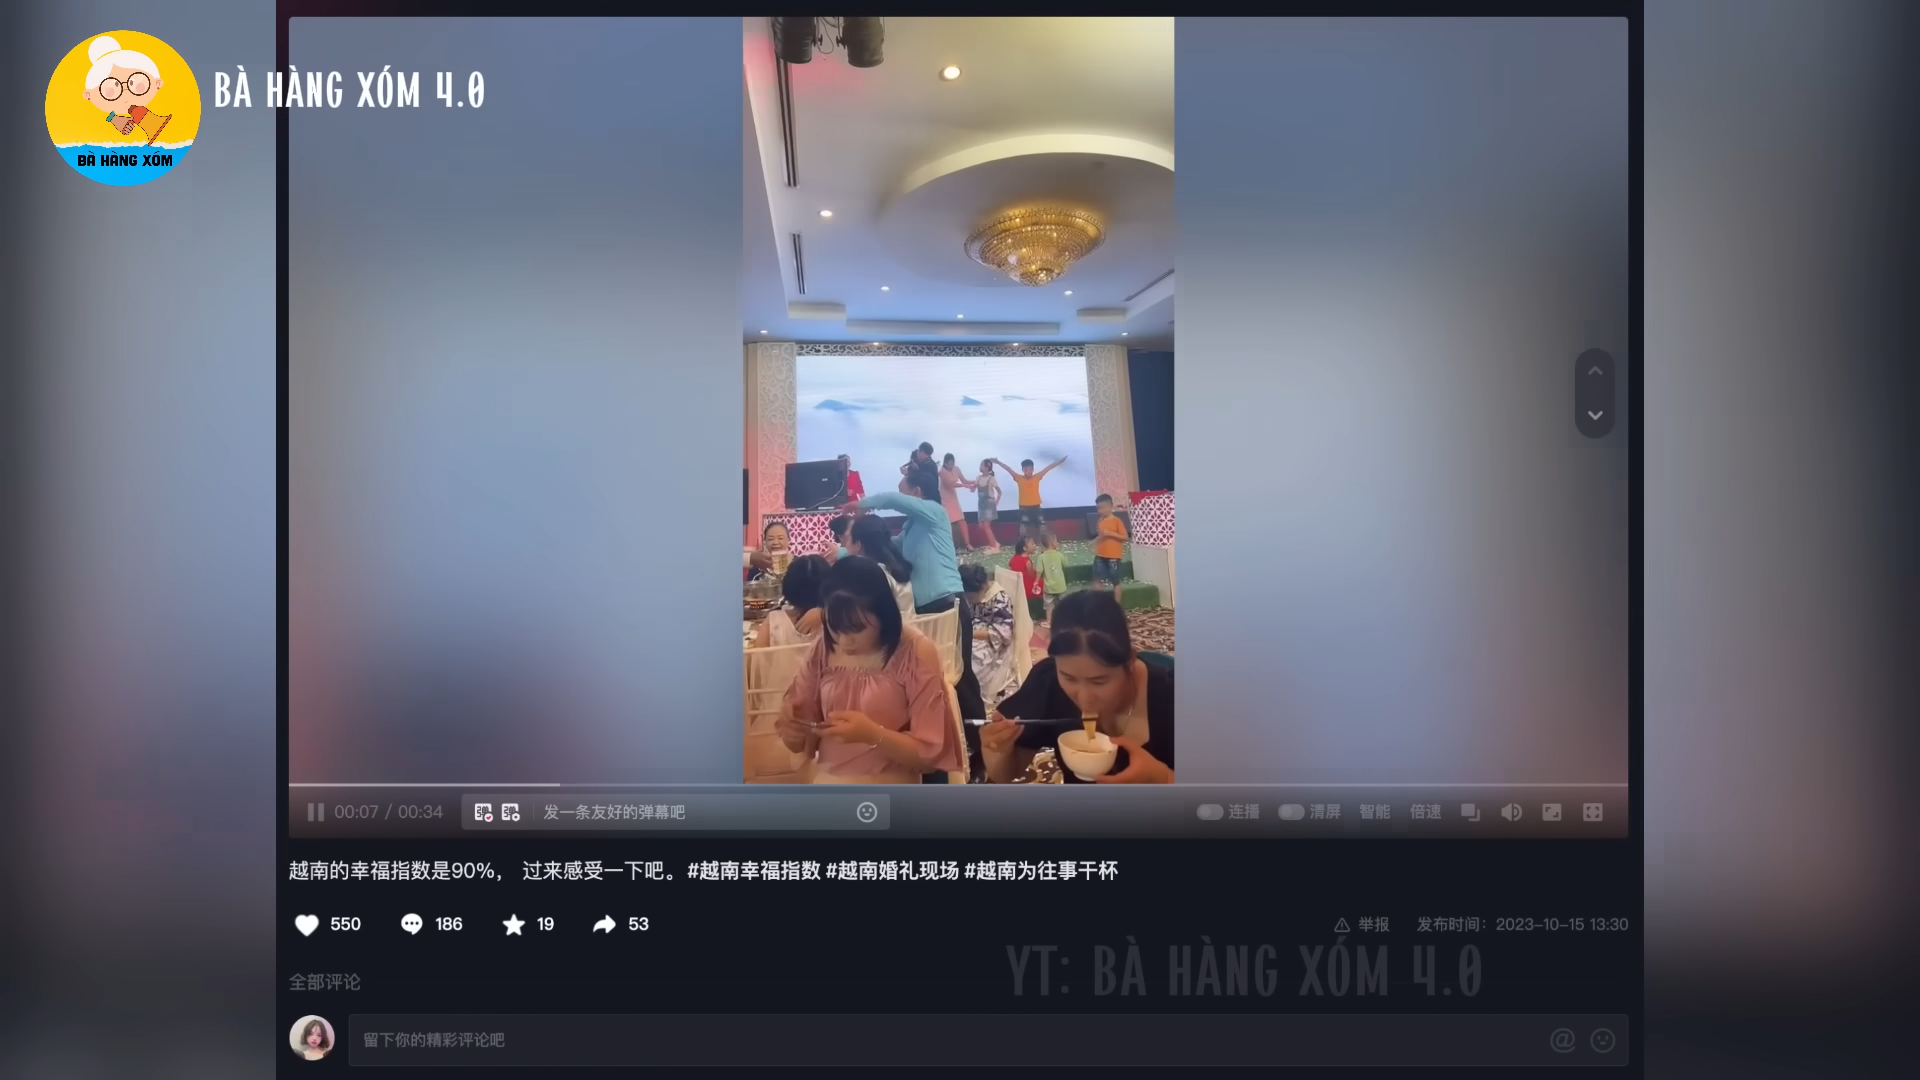 BÀ HÀNG XÓM 4.0
BÀ HÀNG XÓM
00:07 / 00:34
弹 弹 发一条友好的弹幕吧
连播 清屏 智能 倍速
越南的幸福指数是90%， 过来感受一下吧。#越南幸福指数 #越南婚礼现场 #越南为往事干杯
550 186 19 53
举报 发布时间：2023-10-15 13:30
YT: BÀ HÀNG XÓM 4.0
全部评论
留下你的精彩评论吧 @